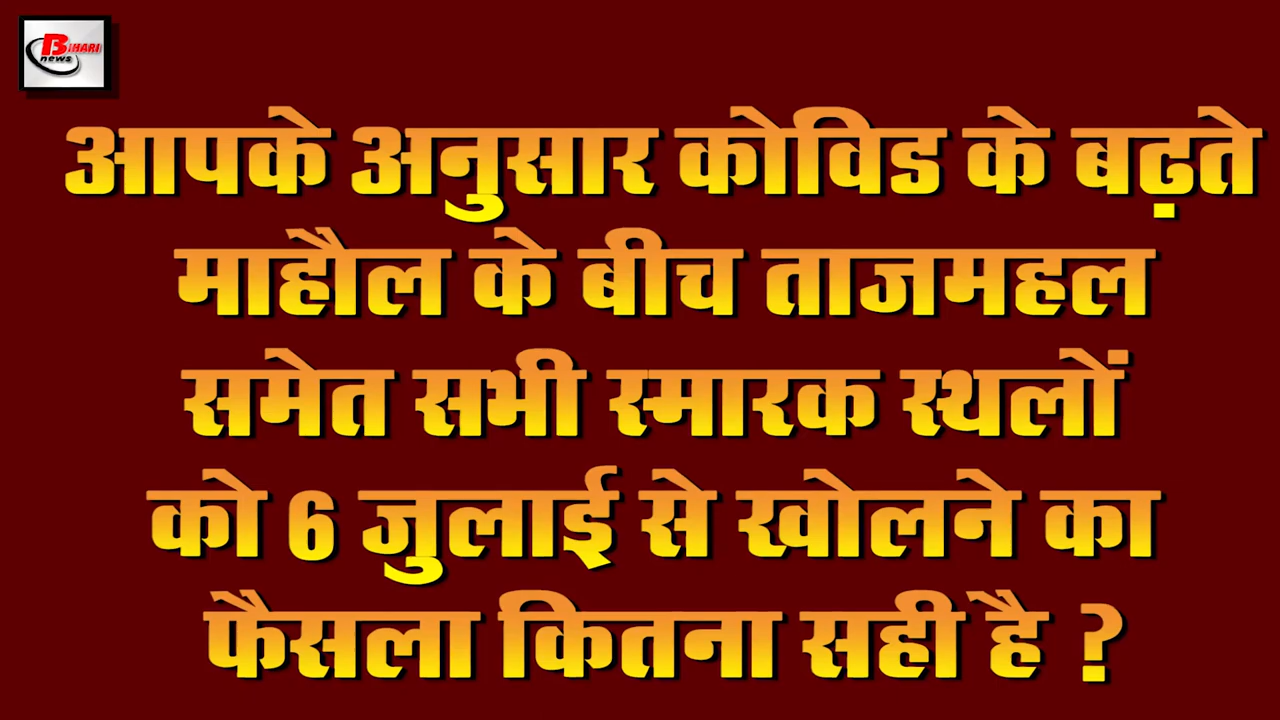 BIHARI
news
आपके अनुसार कोविड के बढ़ते
माहौल के बीच ताजमहल
समेत सभी स्मारक स्थलों
को 6 जुलाई से खोलने का
फैसला कितना सही है ?